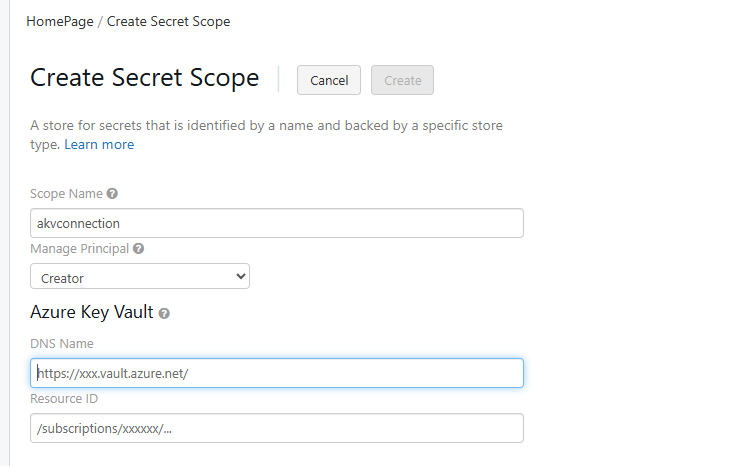 HomePage / Create Secret Scope
Create Secret Scope Cancel Create
A store for secrets that is identified by a name and backed by a specific store
type. Learn more
Scope Name ?
akvconnection
Manage Principal ?
Creator
Azure Key Vault ?
DNS Name
https://xxx.vault.azure.net/
Resource ID
/subscriptions/xxxxxx/...